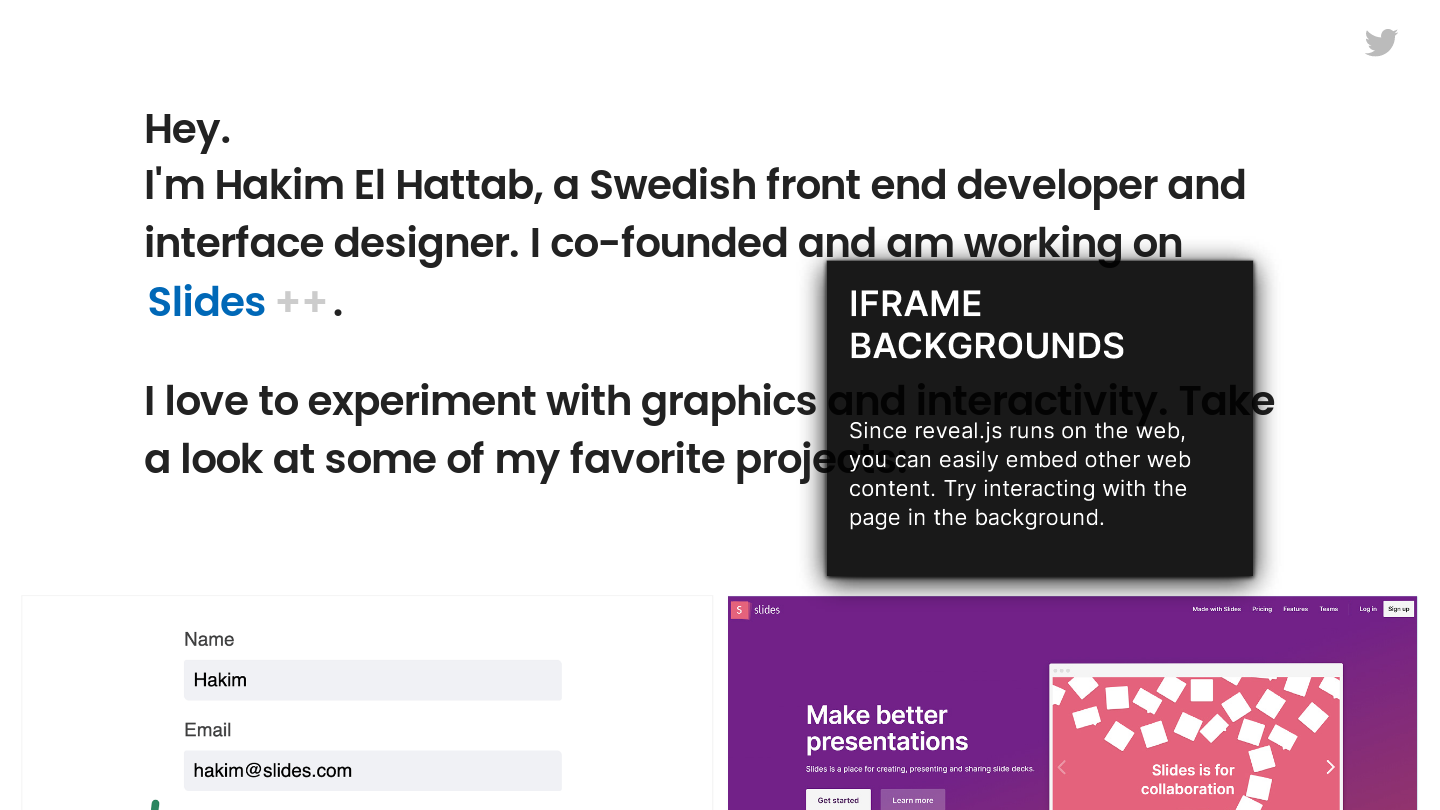 Hey.
I'm Hakim El Hattab, a Swedish front end developer and
interface designer. I co-founded and am working on
Slides ++ .
I love to experiment with graphics and interactivity. Take
a look at some of my favorite projects:
IFRAME
BACKGROUNDS
Since reveal.js runs on the web,
you can easily embed other web
content. Try interacting with the
page in the background.
Name
Hakim
Email
hakim@slides.com
S slides
Made with Slides Pricing Features Teams Log in Sign up
Make better
presentations
Slides is a place for creating, presenting and sharing slide decks.
Get started Learn more
Slides is for
collaboration